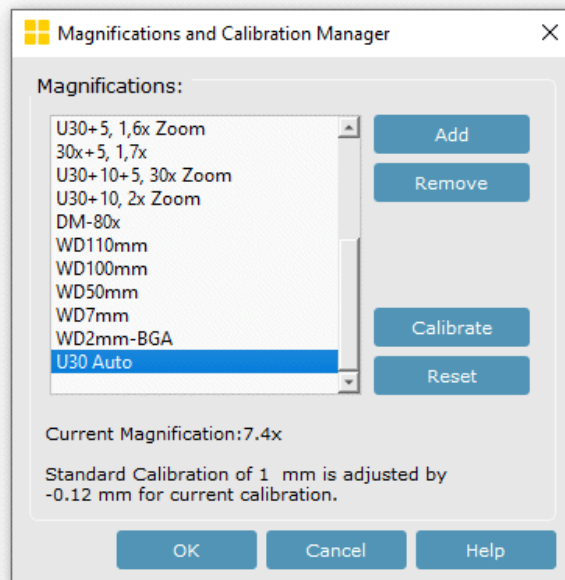 Magnifications and Calibration Manager
Magnifications:
U30+5, 1,6x Zoom
30x+5, 1,7x
U30+10+5, 30x Zoom
U30+10, 2x Zoom
DM-80x
WD110mm
WD100mm
WD50mm
WD7mm
WD2mm-BGA
U30 Auto
Add
Remove
Calibrate
Reset
Current Magnification:7.4x
Standard Calibration of 1  mm is adjusted by
-0.12 mm for current calibration.
OK
Cancel
Help